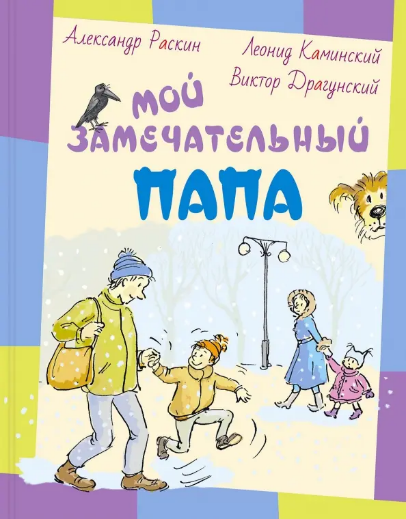 Александр Раскин
Леонид Каминский
Виктор Драгунский
МОЙ
ЗАМЕЧАТЕЛЬНЫЙ
ПАПА